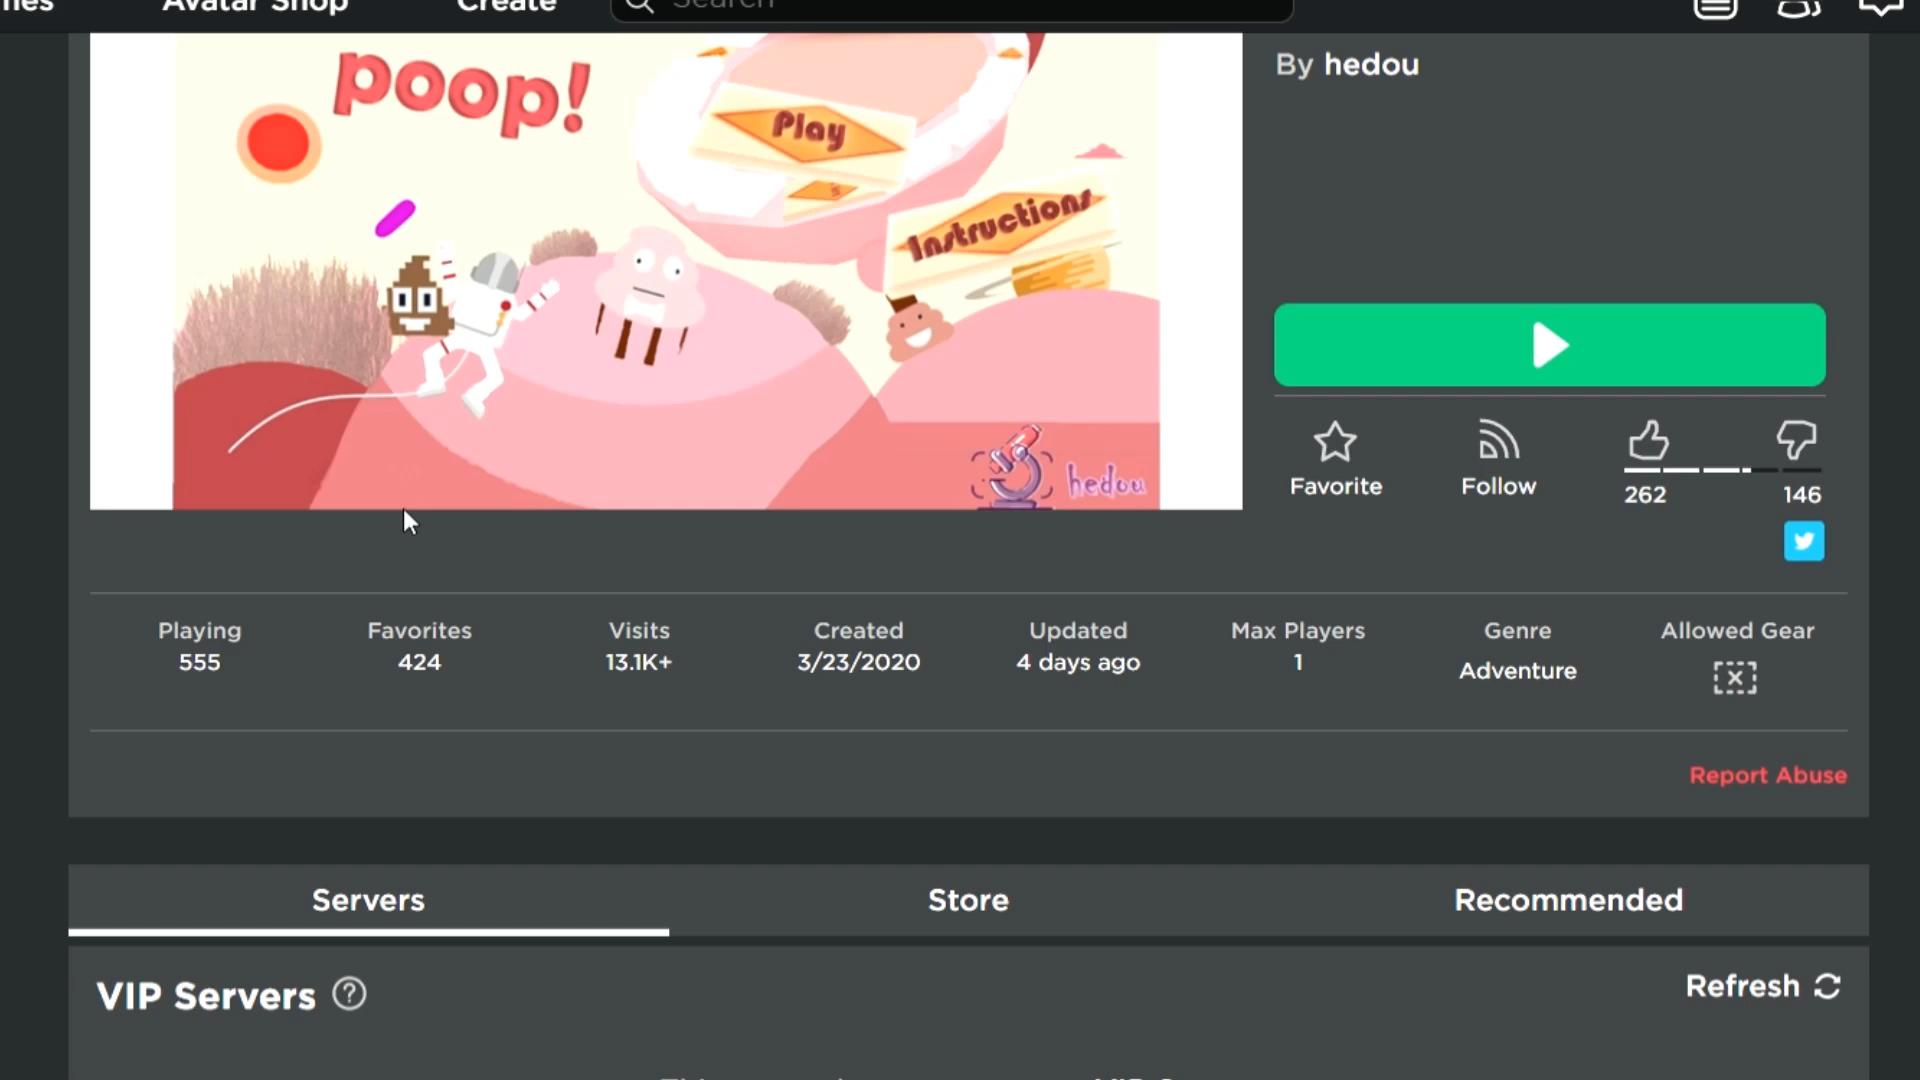 Avatar Shop
Create
Search
poop!
Play
Instructions
hedou
By hedou
Favorite
Follow
262
146
Playing
555
Favorites
424
Visits
13.1K+
Created
3/23/2020
Updated
4 days ago
Max Players
1
Genre
Adventure
Allowed Gear
Report Abuse
Servers
Store
Recommended
VIP Servers
Refresh